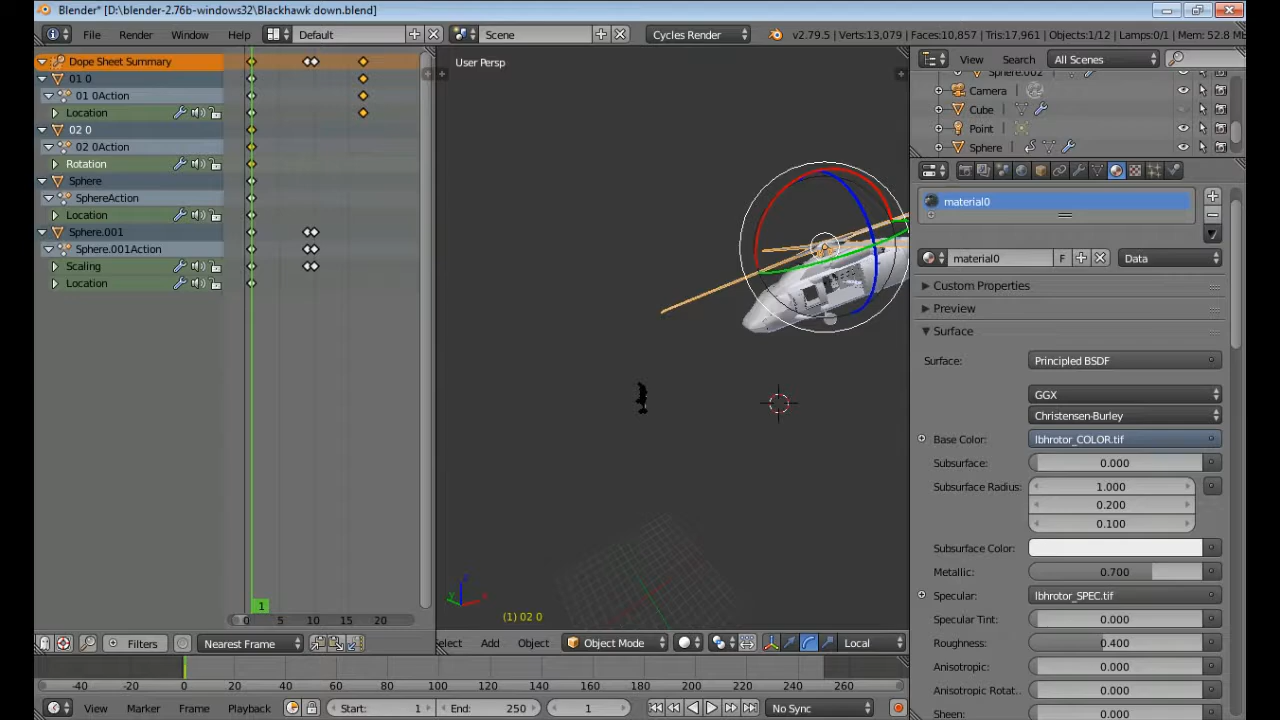 Blender* [D:\blender-2.76b-windows32\Blackhawk down.blend]
File Render Window Help Default Scene Cycles Render v2.79.5 | Verts:13,079 | Faces:10,857 | Tris:17,961 | Objects:1/12 | Lamps:0/1 | Mem:52.8 M
Dope Sheet Summary
01 0
01 0Action
Location
02 0
02 0Action
Rotation
Sphere
SphereAction
Location
Sphere.001
Sphere.001Action
Scaling
Location
1
0 5 10 15 20
Filters Nearest Frame
User Persp
(1) 02 0
z
y
x
Select Add Object Object Mode Local
View Search All Scenes
Sphere.002
Camera
Cube
Point
Sphere
material0
material0 F Data
Custom Properties
Preview
Surface
Surface: Principled BSDF
GGX
Christensen-Burley
Base Color: lbhrotor_COLOR.tif
Subsurface: 0.000
Subsurface Radius: 1.000
0.200
0.100
Subsurface Color:
Metallic: 0.700
Specular: lbhrotor_SPEC.tif
Specular Tint: 0.000
Roughness: 0.400
Anisotropic: 0.000
Anisotropic Rotat.. 0.000
Sheen: 0.000
-40 -20 0 20 40 60 80 100 120 140 160 180 200 220 240 260
View Marker Frame Playback Start: 1 End: 250 1 No Sync